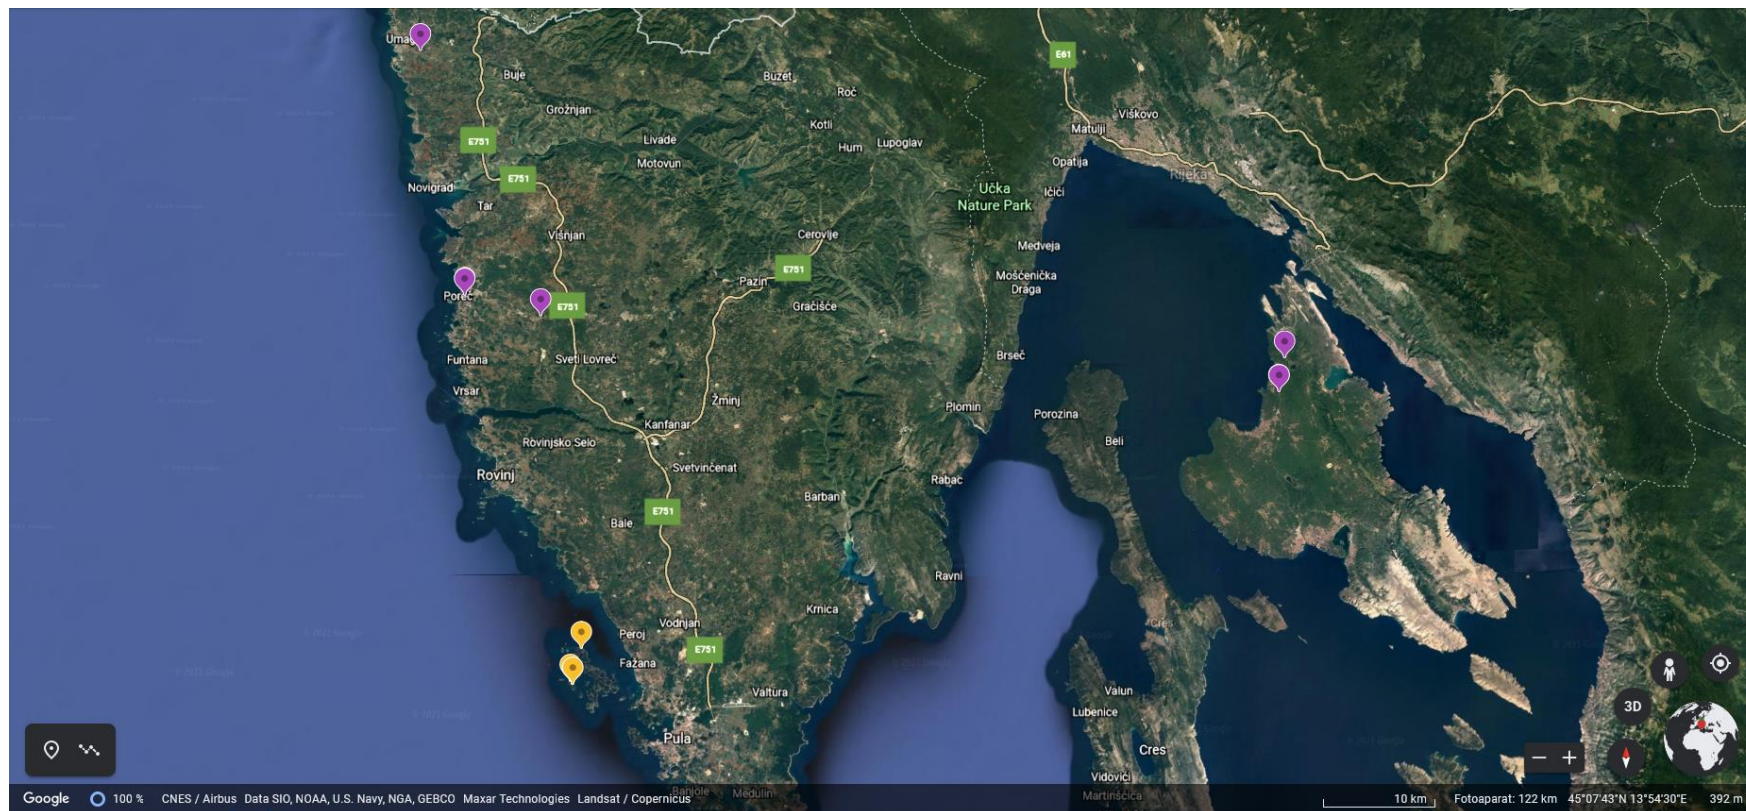 Umag
Buje
Buzet
Roč
E61
Viškovo
Matulji
Grožnjan
Kotli
E751
Livade
Hum
Lupoglav
Motovun
Opatija
Rijeka
E751
Novigrad
Učka
Nature Park
Ičići
Tar
Višnjan
Cerovlje
Medveja
E751
Pazin
Mošćenička
Draga
Poreč
E751
Gračišće
Funtana
Sveti Lovreč
Brseč
Vrsar
Žminj
Plomin
Porozina
Kanfanar
Rovinjsko Selo
Beli
Rovinj
Svetvinčenat
Rabac
Barban
E751
Bale
Ravni
Krnica
Vodnjan
Cres
Peroj
E751
Fažana
Valtura
Valun
Lubenice
3D
Pula
Cres
Vidovići
Banjole
Medulin
Martinšćica
Google 100 % CNES / Airbus Data SIO, NOAA, U.S. Navy, NGA, GEBCO Maxar Technologies Landsat / Copernicus 10 km Fotoaparat: 122 km 45°07'43"N 13°54'30"E 392 m